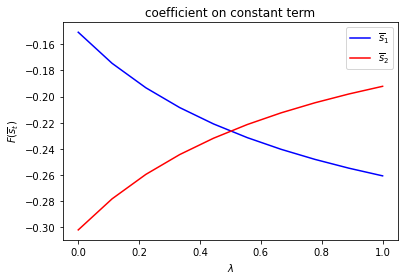 coefficient on constant term
s̅₁
s̅₂
F(s̅ₜ)
−0.16
−0.18
−0.20
−0.22
−0.24
−0.26
−0.28
−0.30
0.0 0.2 0.4 0.6 0.8 1.0
λ